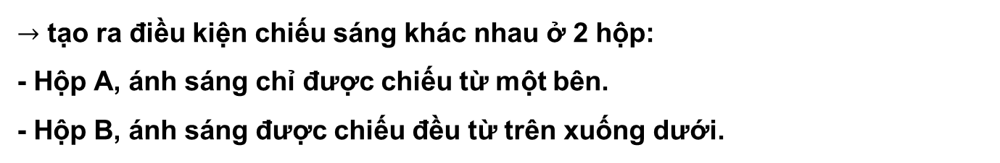 → tạo ra điều kiện chiếu sáng khác nhau ở 2 hộp:
- Hộp A, ánh sáng chỉ được chiếu từ một bên.
- Hộp B, ánh sáng được chiếu đều từ trên xuống dưới.